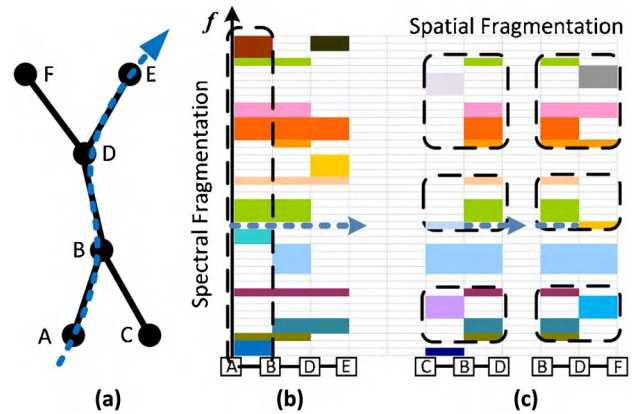 F
E
D
B
A
C
(a)
f
Spectral Fragmentation
A B D E
(b)
Spatial Fragmentation
C B D
B D F
(c)